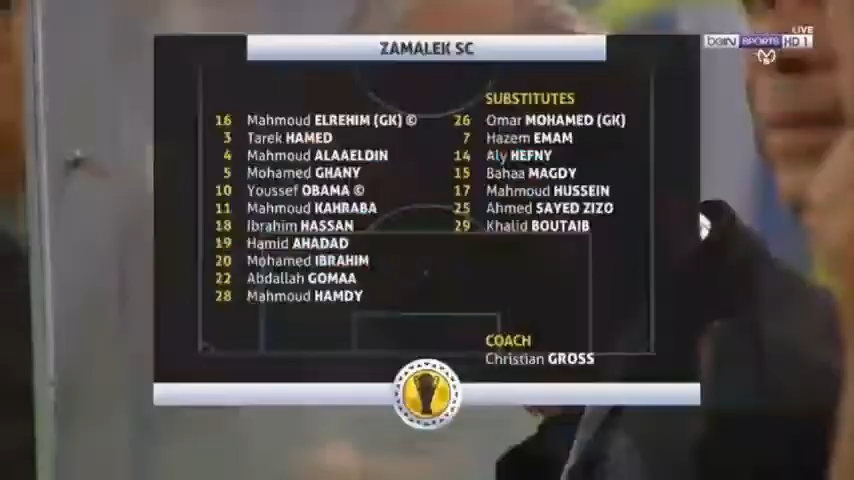 LIVE
beIN SPORTS HD 1
ZAMALEK SC
16 Mahmoud ELREHIM (GK) ©
3 Tarek HAMED
4 Mahmoud ALAAELDIN
5 Mohamed GHANY
10 Youssef OBAMA ©
11 Mahmoud KAHRABA
18 Ibrahim HASSAN
19 Hamid AHADAD
20 Mohamed IBRAHIM
22 Abdallah GOMAA
28 Mahmoud HAMDY
SUBSTITUTES
26 Omar MOHAMED (GK)
7 Hazem EMAM
14 Aly HEFNY
15 Bahaa MAGDY
17 Mahmoud HUSSEIN
25 Ahmed SAYED ZIZO
29 Khalid BOUTAIB
COACH
Christian GROSS